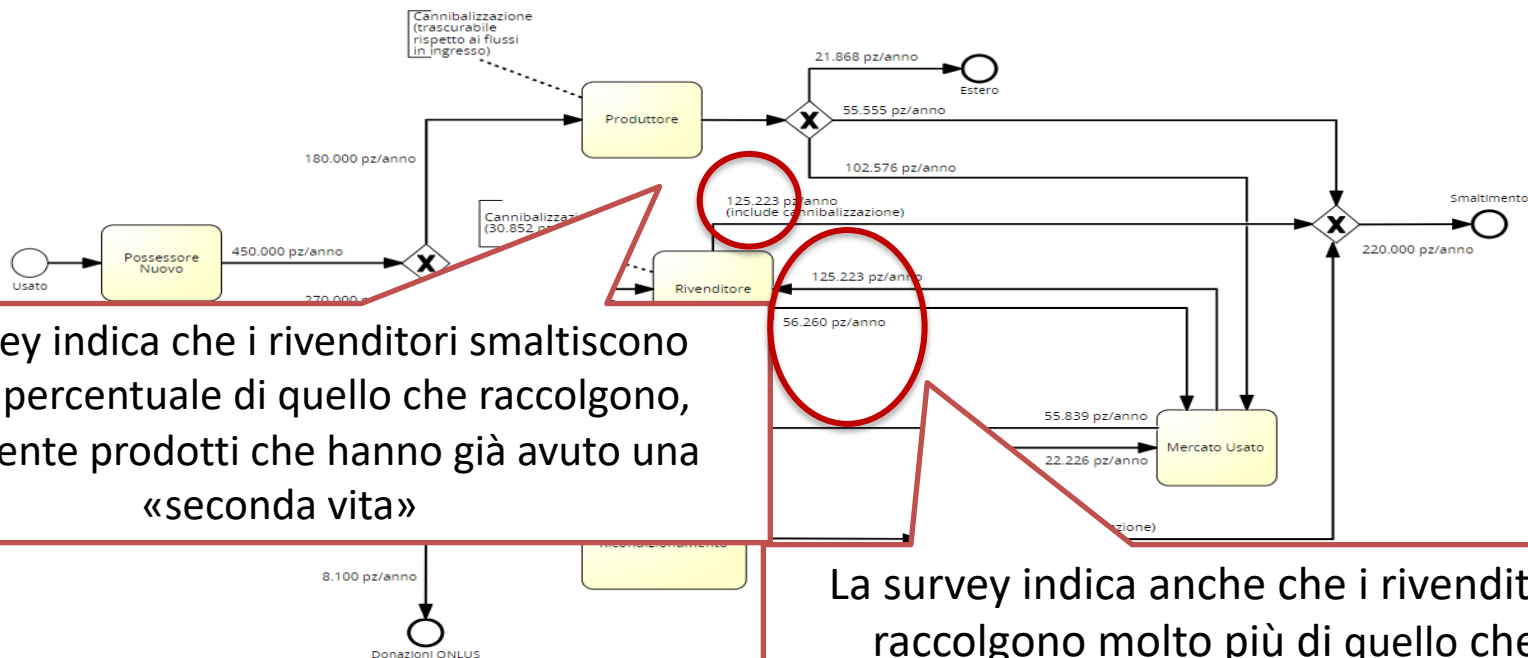 Cannibalizzazione
(trascurabile
rispetto ai flussi
in ingresso)
21.868 pz/anno
Estero
Produttore
55.555 pz/anno
180.000 pz/anno
102.576 pz/anno
125.223 pz/anno
(include cannibalizzazione)
Smaltimento
Possessore
Nuovo
450.000 pz/anno
220.000 pz/anno
Usato
Rivenditore
125.223 pz/anno
270.000
56.260 pz/anno
indica che i rivenditori smaltiscono
percentuale di quello che raccolgono,
prodotti che hanno già avuto una
«seconda vita»
55.839 pz/anno
Mercato Usato
22.226 pz/anno
8.100 pz/anno
Donazioni ONLUS
La survey indica anche che i
raccolgono molto più di quello che